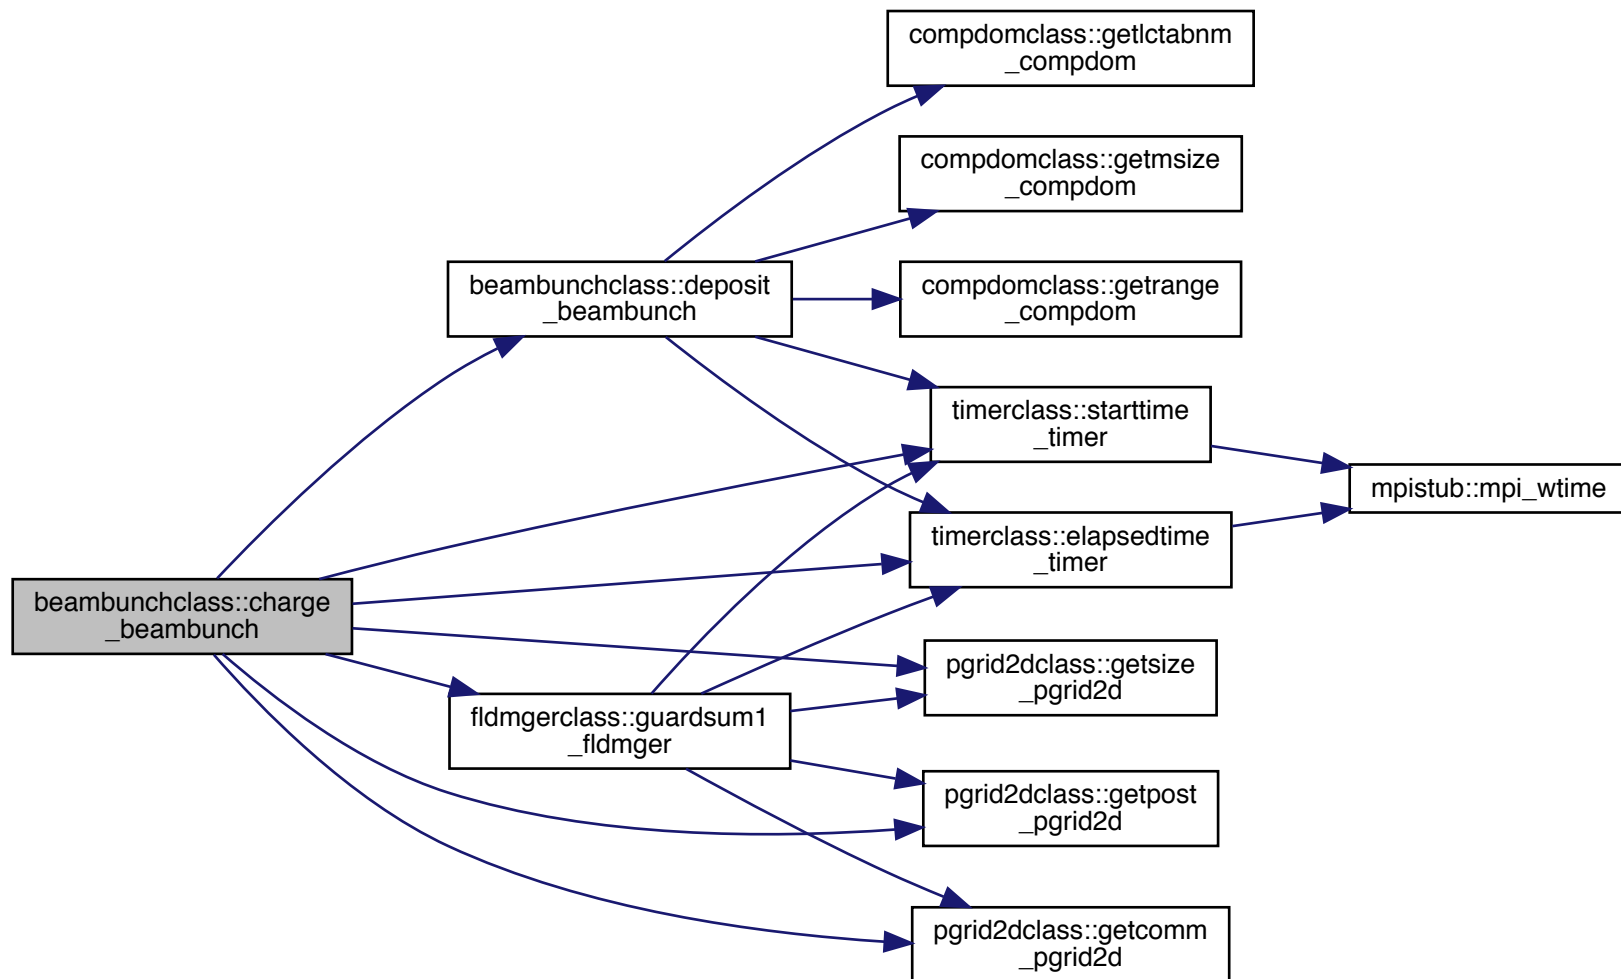 compdomclass::getlctabnm
_compdom
compdomclass::getmsize
_compdom
beambunchclass::deposit
_beambunch
compdomclass::getrange
_compdom
timerclass::starttime
_timer
mpistub::mpi_wtime
timerclass::elapsedtime
_timer
beambunchclass::charge
_beambunch
pgrid2dclass::getsize
_pgrid2d
fldmgerclass::guardsum1
_fldmger
pgrid2dclass::getpost
_pgrid2d
pgrid2dclass::getcomm
_pgrid2d